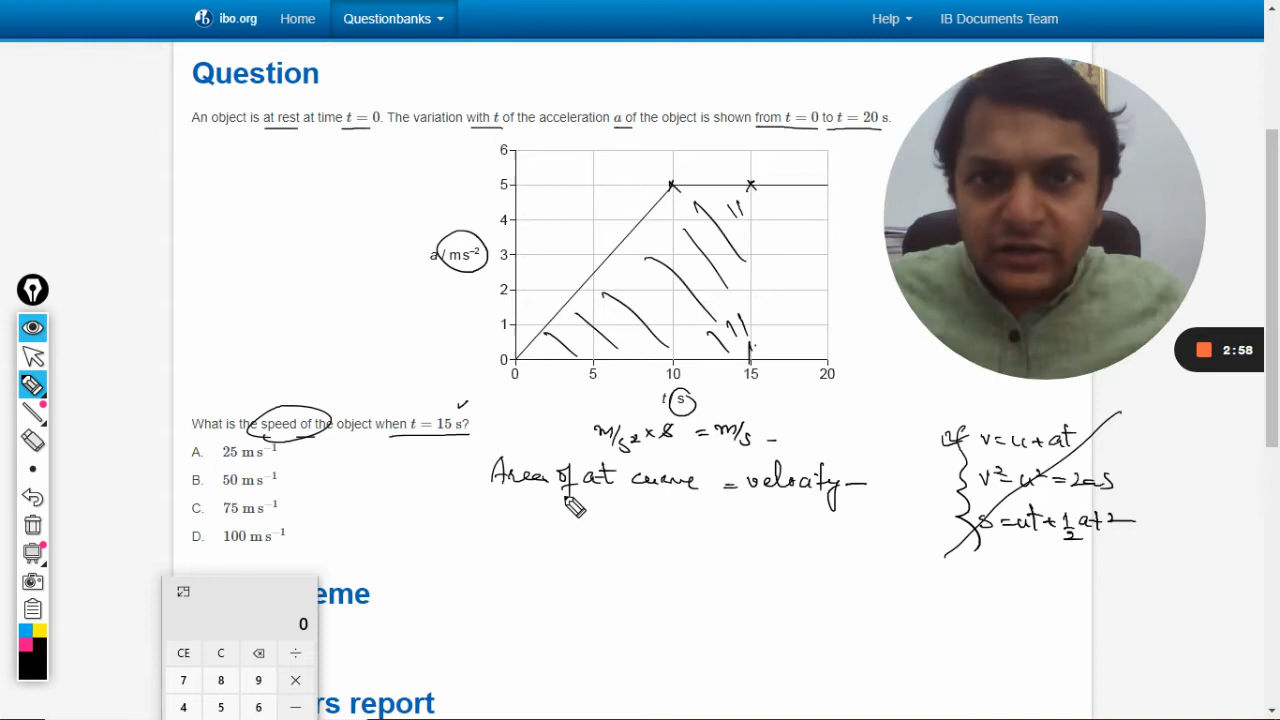 ibo.org Home Questionbanks Help IB Documents Team
Question
An object is at rest at time t = 0. The variation with t of the acceleration a of the object is shown from t = 0 to t = 20 s.
6
5
4
a / m s⁻² 3
2
1
0
0 5 10 15 20
t s
What is the speed of the object when t = 15 s?
A. 25 m s⁻¹
B. 50 m s⁻¹
C. 75 m s⁻¹
D. 100 m s⁻¹
m/s² × s = m/s
Area of at curve = velocity
v = u + at
v² - u² = 2as
s = ut + 1/2 at2
2:58
eme
0
CE C ⌫ ÷
7 8 9 ×
4 5 6 −
rs report